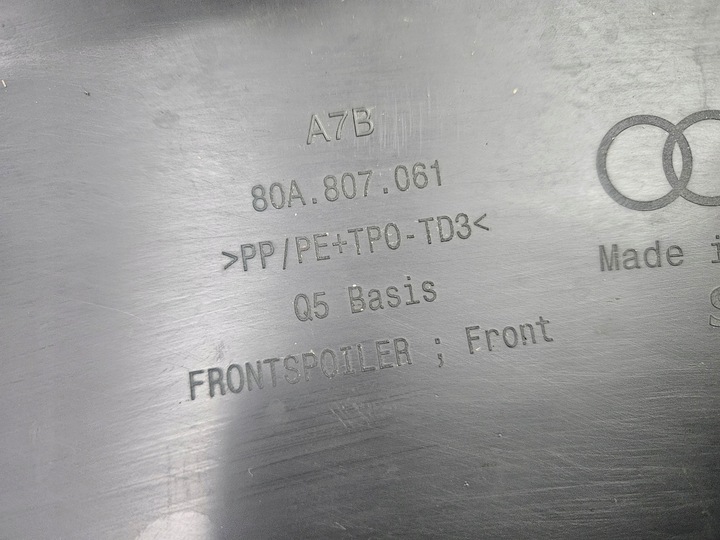 A7B
80A.807.061
>PP/PE+TPO-TD3<
Q5 Basis
FRONTSPOILER ; Front
Made